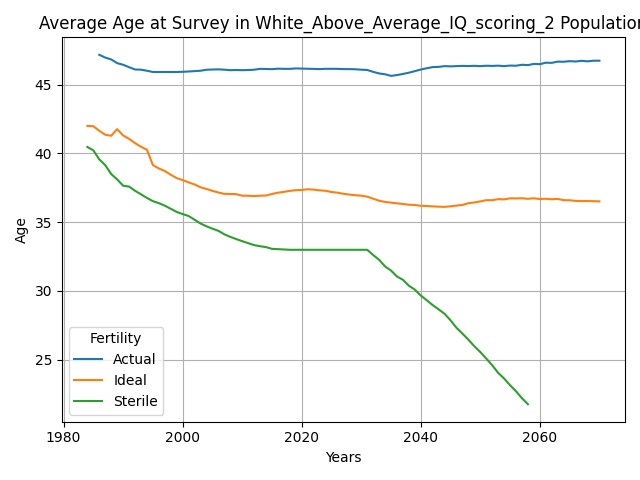 Average Age at Survey in White_Above_Average_IQ_scoring_2 Population
Age
45
40
35
30
25
Fertility
Actual
Ideal
Sterile
1980
2000
2020
2040
2060
Years